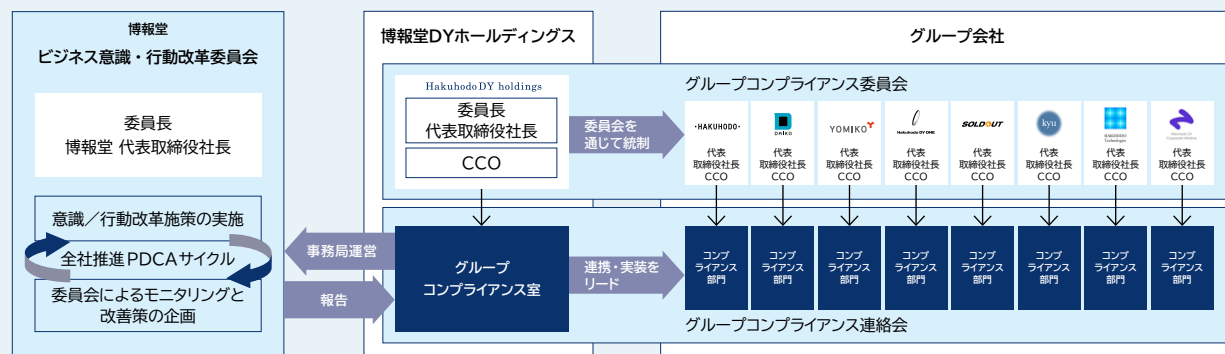 博報堂
ビジネス意識・行動改革委員会
委員長
博報堂 代表取締役社長
意識／行動改革施策の実施
全社推進PDCAサイクル
委員会によるモニタリングと
改善策の企画
事務局運営
報告
博報堂DYホールディングス
Hakuhodo DY holdings
委員長
代表取締役社長
CCO
グループ
コンプライアンス室
委員会を
通じて統制
連携・実装を
リード
グループ会社
グループコンプライアンス委員会
・HAKUHODO・
代表
取締役社長
CCO
DAIKO
代表
取締役社長
CCO
YOMIKO
代表
取締役社長
CCO
Hakuhodo DY ONE
代表
取締役社長
CCO
SOLDOUT
代表
取締役社長
CCO
kyu
代表
取締役社長
CCO
HAKUHODO
Technologies
代表
取締役社長
CCO
Hakuhodo DY
Corporate Initiative
代表
取締役社長
CCO
コンプ
ライアンス
部門
コンプ
ライアンス
部門
コンプ
ライアンス
部門
コンプ
ライアンス
部門
コンプ
ライアンス
部門
コンプ
ライアンス
部門
コンプ
ライアンス
部門
コンプ
ライアンス
部門
グループコンプライアンス連絡会